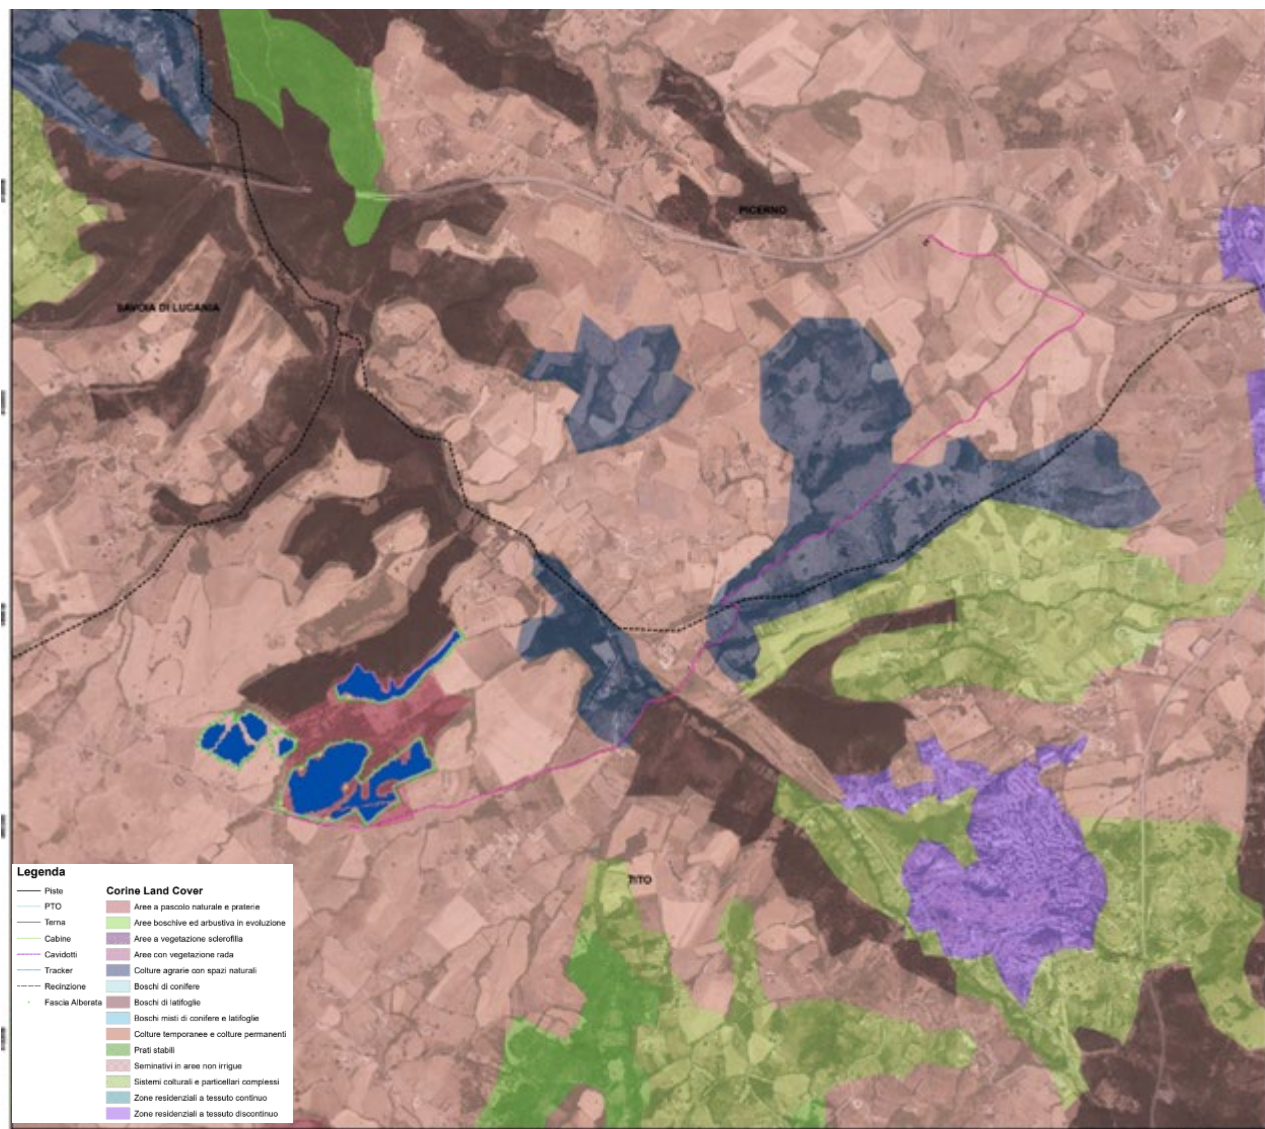 PICERNO
SAVOIA DI LUCANIA
TITO
Legenda
Piste
PTO
Terna
Cabine
Cavidotti
Tracker
Recinzione
Fascia Alberata
Corine Land Cover
Aree a pascolo naturale e praterie
Aree boschive ed arbustiva in evoluzione
Aree a vegetazione sclerofilla
Aree con vegetazione rada
Colture agrarie con spazi naturali
Boschi di conifere
Boschi di latifoglie
Boschi misti di conifere e latifoglie
Colture temporanee e colture permanenti
Prati stabili
Seminativi in aree non irrigue
Sistemi colturali e particellari complessi
Zone residenziali a tessuto continuo
Zone residenziali a tessuto discontinuo